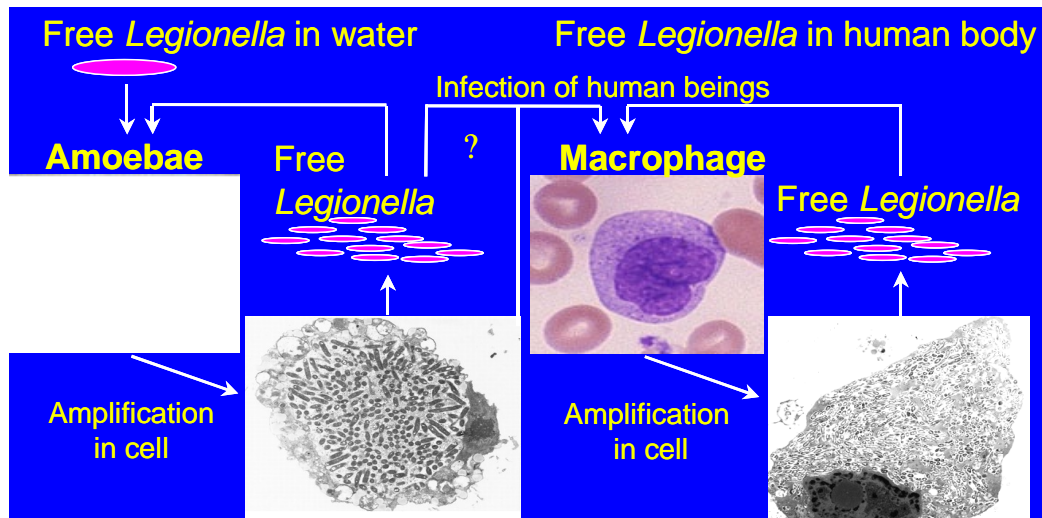 Free Legionella in water
Free Legionella in human body
Infection of human beings
?
Amoebae
Free
Legionella
Macrophage
Free Legionella
Amplification
in cell
Amplification
in cell